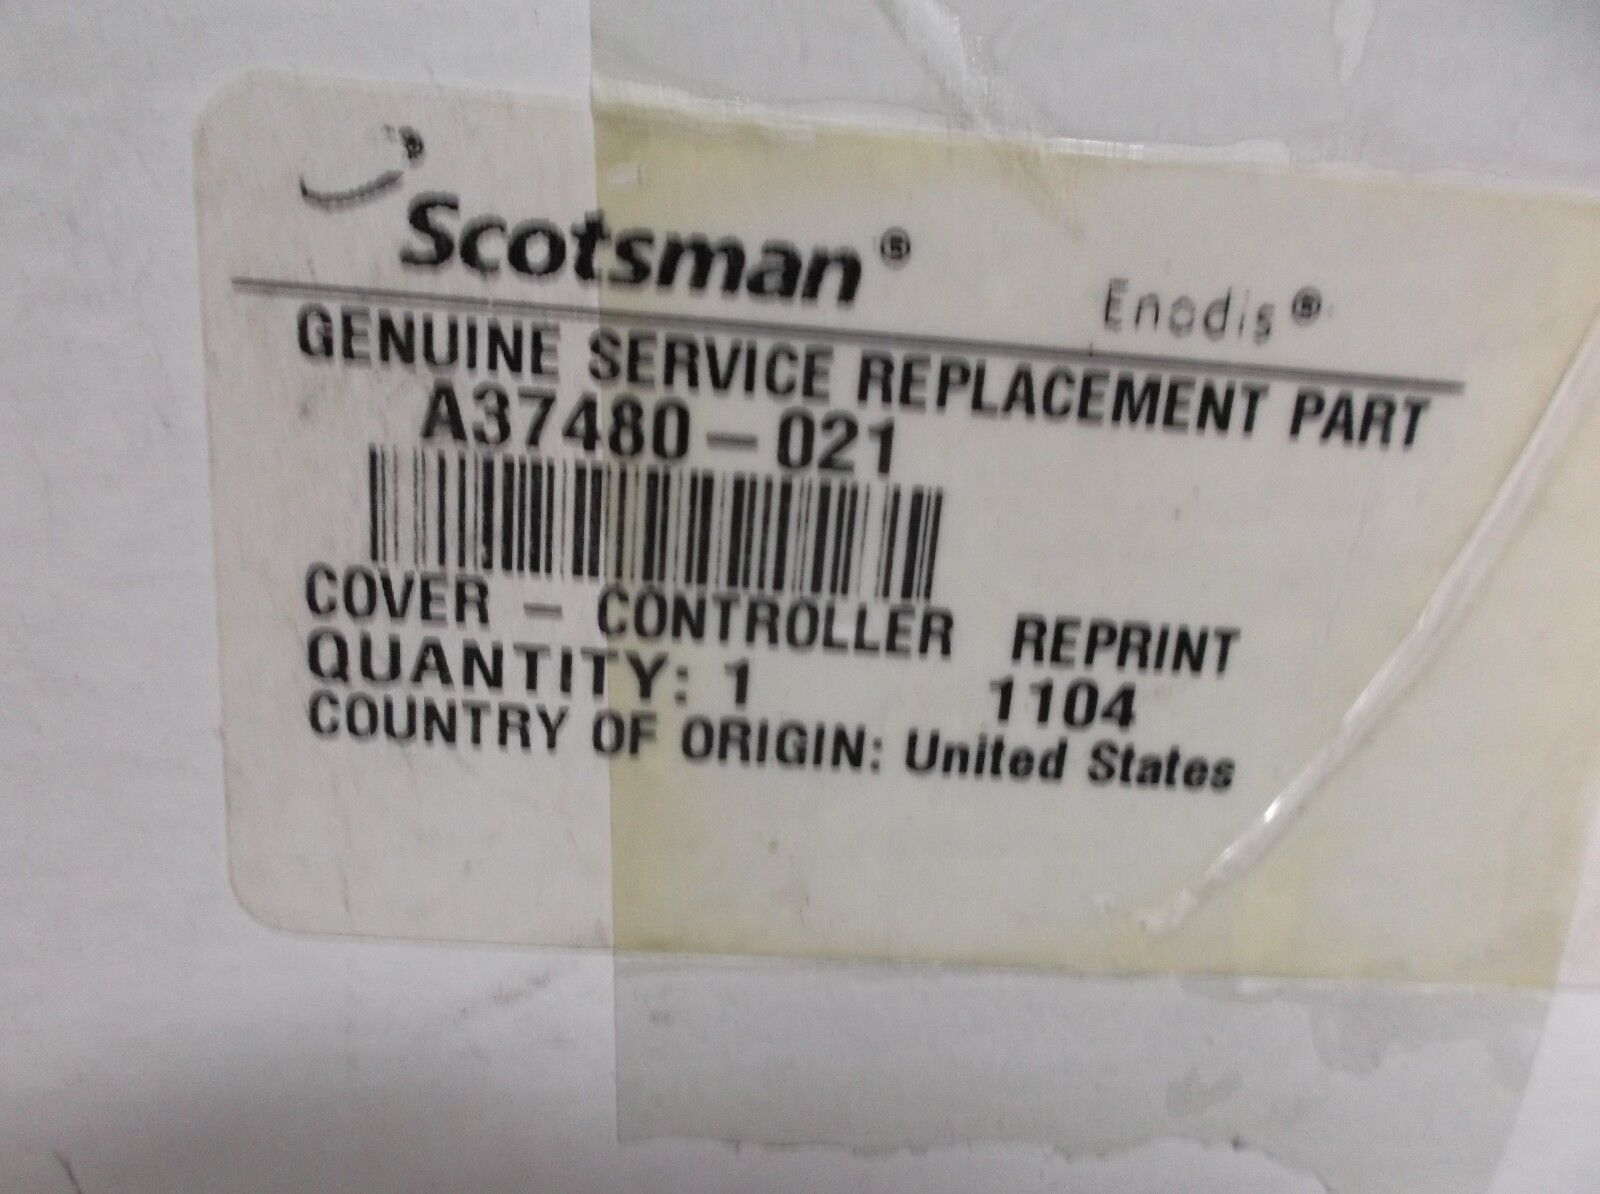 Scotsman®
Enodis®
GENUINE SERVICE REPLACEMENT PART
A37480-021
COVER - CONTROLLER REPRINT
QUANTITY: 1 1104
COUNTRY OF ORIGIN: United States